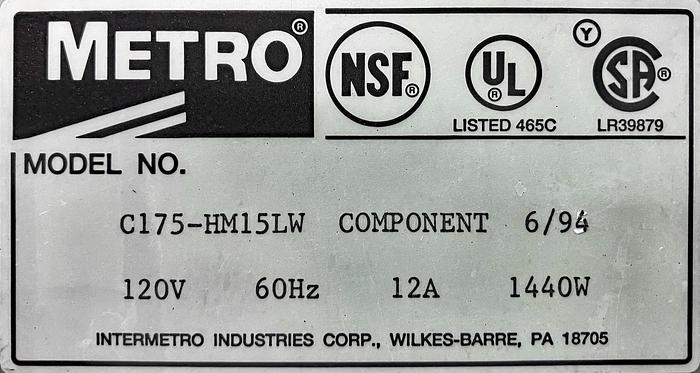 METRO®
NSF®
UL®
LISTED 465C
Y
CSA®
LR39879
MODEL NO.
C175-HM15LW COMPONENT 6/94
120V 60Hz 12A 1440W
INTERMETRO INDUSTRIES CORP., WILKES-BARRE, PA 18705